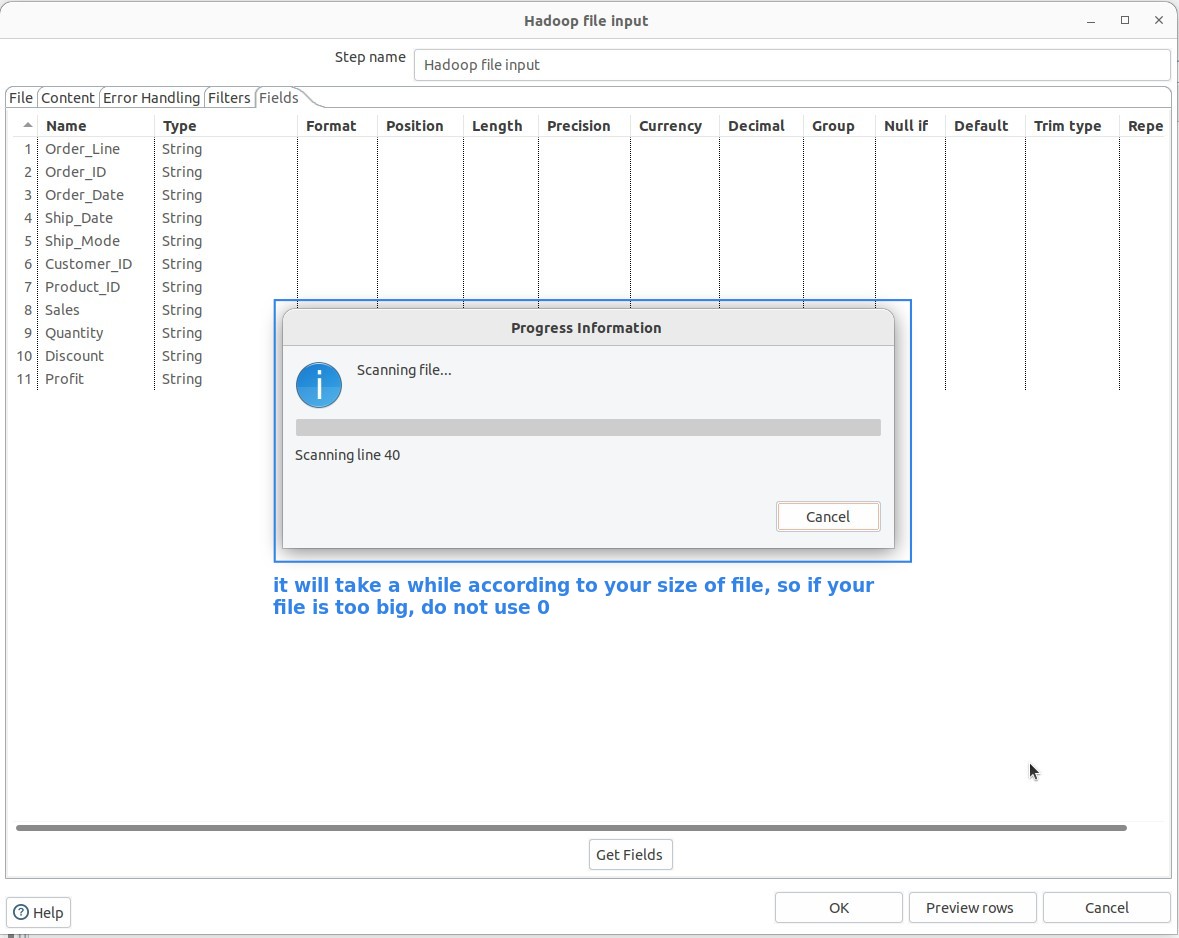 Hadoop file input
Step name Hadoop file input
File Content Error Handling Filters Fields
Name Type Format Position Length Precision Currency Decimal Group Null if Default Trim type Repe
1 Order_Line String
2 Order_ID String
3 Order_Date String
4 Ship_Date String
5 Ship_Mode String
6 Customer_ID String
7 Product_ID String
8 Sales String
9 Quantity String
10 Discount String
11 Profit String
Progress Information
i Scanning file...
Scanning line 40
Cancel
it will take a while according to your size of file, so if your
file is too big, do not use 0
Get Fields
? Help OK Preview rows Cancel